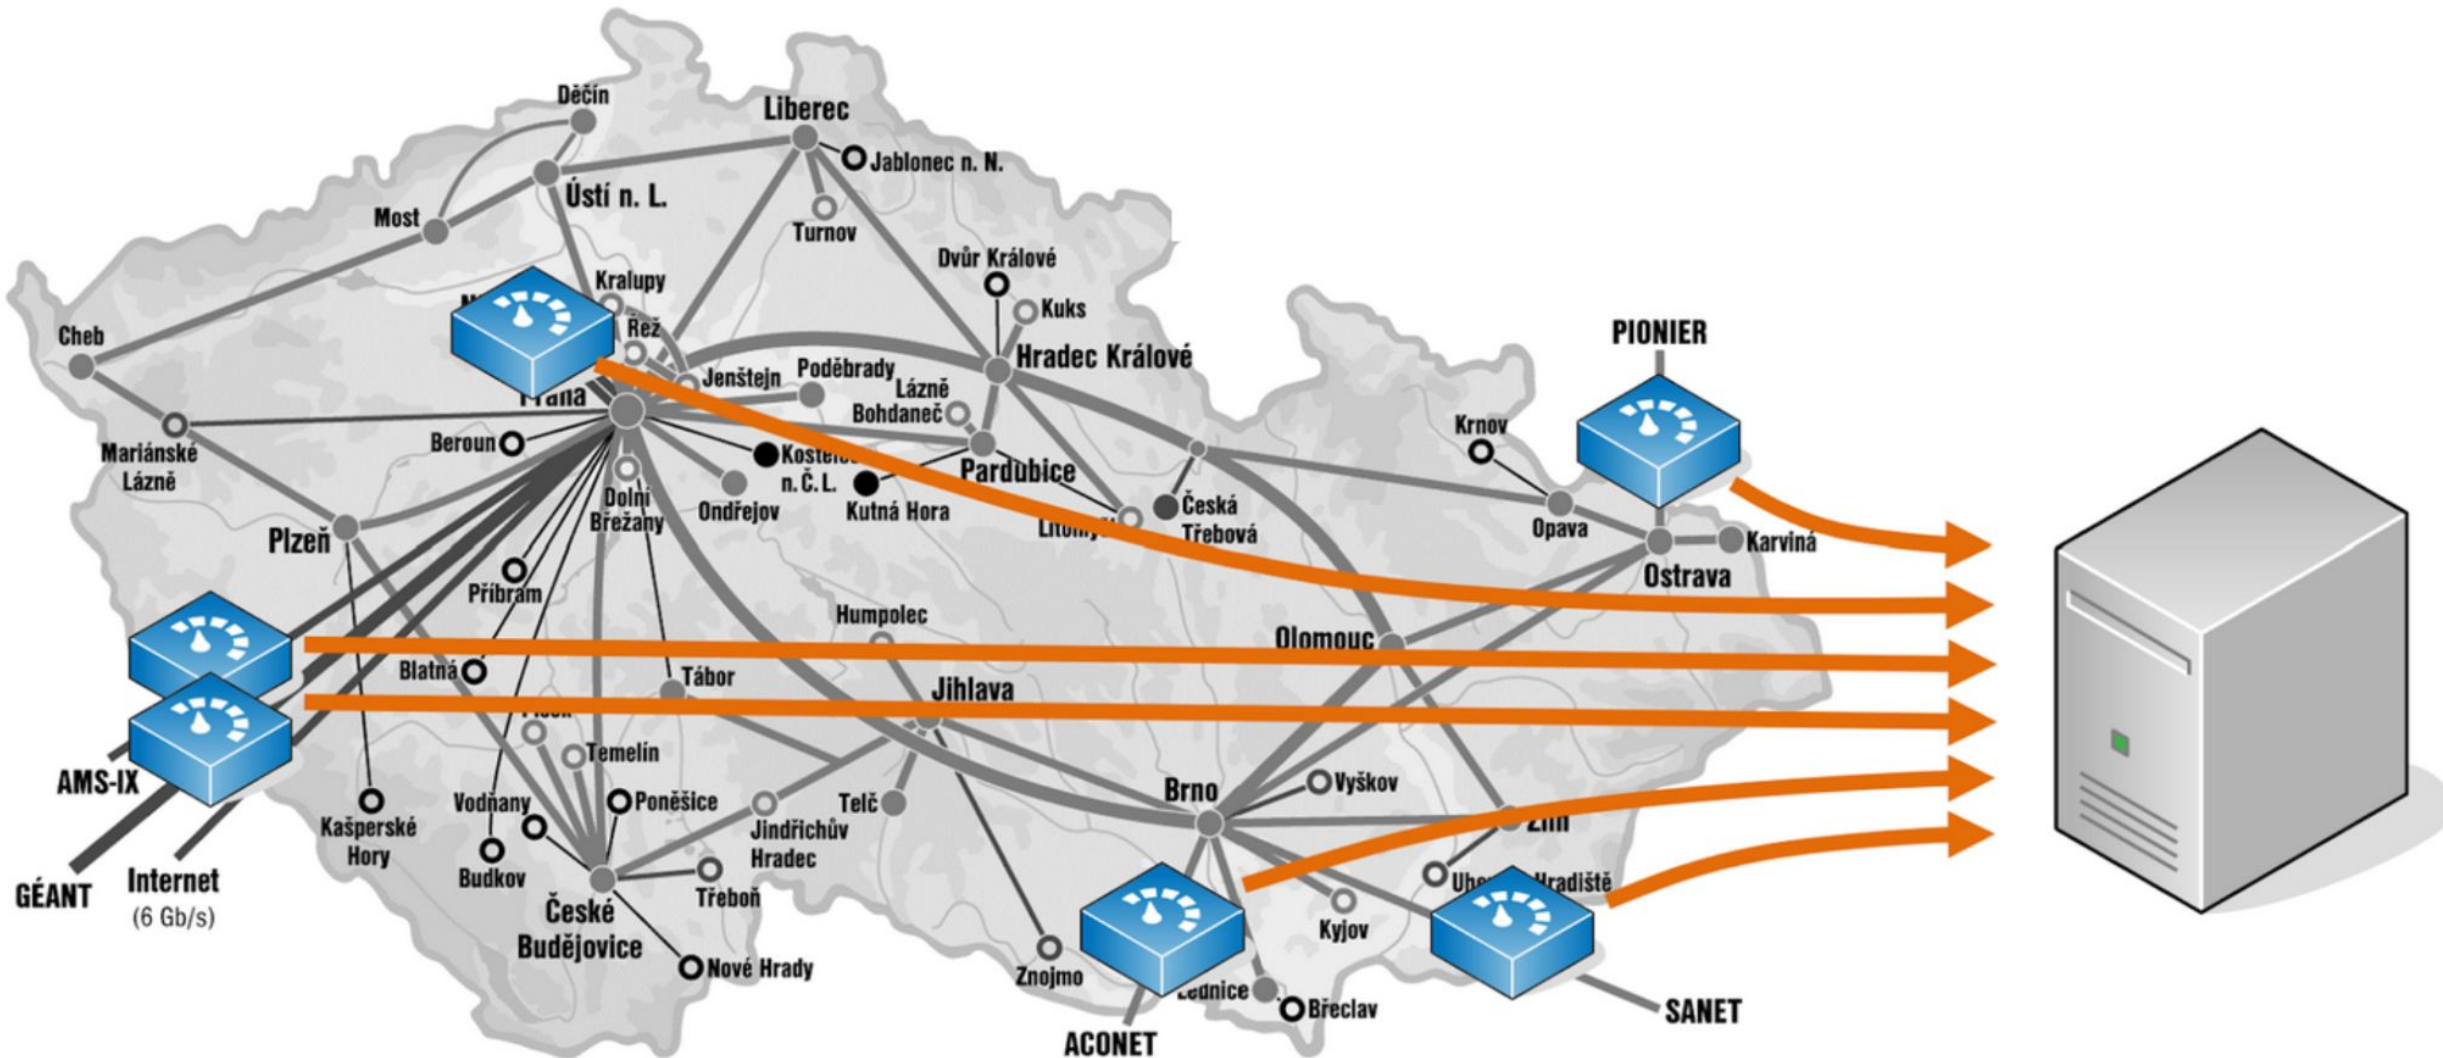 Děčín
Liberec
Jablonec n. N.
Ústí n. L.
Most
Turnov
Dvůr Králové
Kralupy
Kuks
Řež
PIONIER
Cheb
Hradec Králové
Jenštejn
Poděbrady
Lázně
Bohdaneč
Krnov
Beroun
Mariánské
Lázně
Pardubice
n. Č. L.
Dolní
Břežany
Ondřejov
Kutná Hora
Česká
Třebová
Opava
Plzeň
Karviná
Ostrava
Příbram
Humpolec
Olomouc
Blatná
Tábor
Jihlava
Temelín
AMS-IX
Vodňany
Poněšice
Telč
Brno
Vyškov
Kašperské
Hory
Jindřichův
Hradec
Budkov
GÉANT
Internet
(6 Gb/s)
Třeboň
Hradiště
České
Budějovice
Kyjov
Nové Hrady
Znojmo
Břeclav
SANET
ACONET